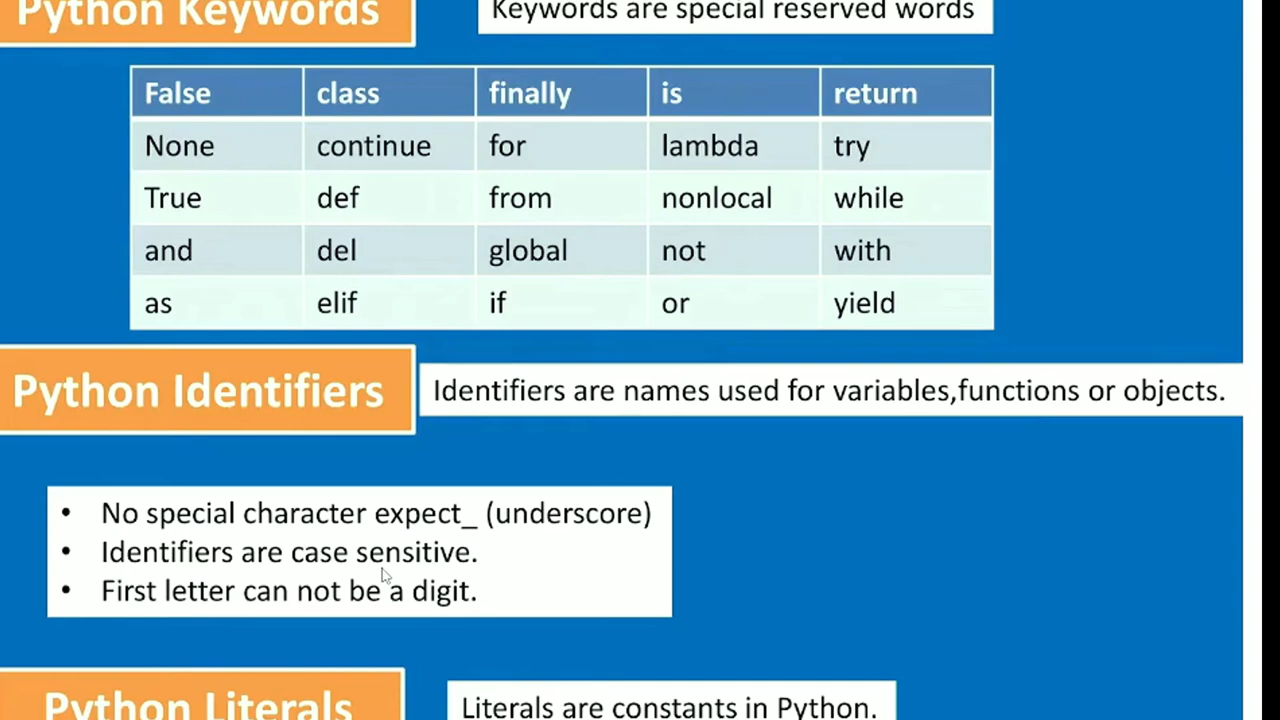 Python Keywords
Keywords are special reserved words
False class finally is return
None continue for lambda try
True def from nonlocal while
and del global not with
as elif if or yield
Python Identifiers
Identifiers are names used for variables,functions or objects.
• No special character expect_ (underscore)
• Identifiers are case sensitive.
• First letter can not be a digit.
Python Literals
Literals are constants in Python.